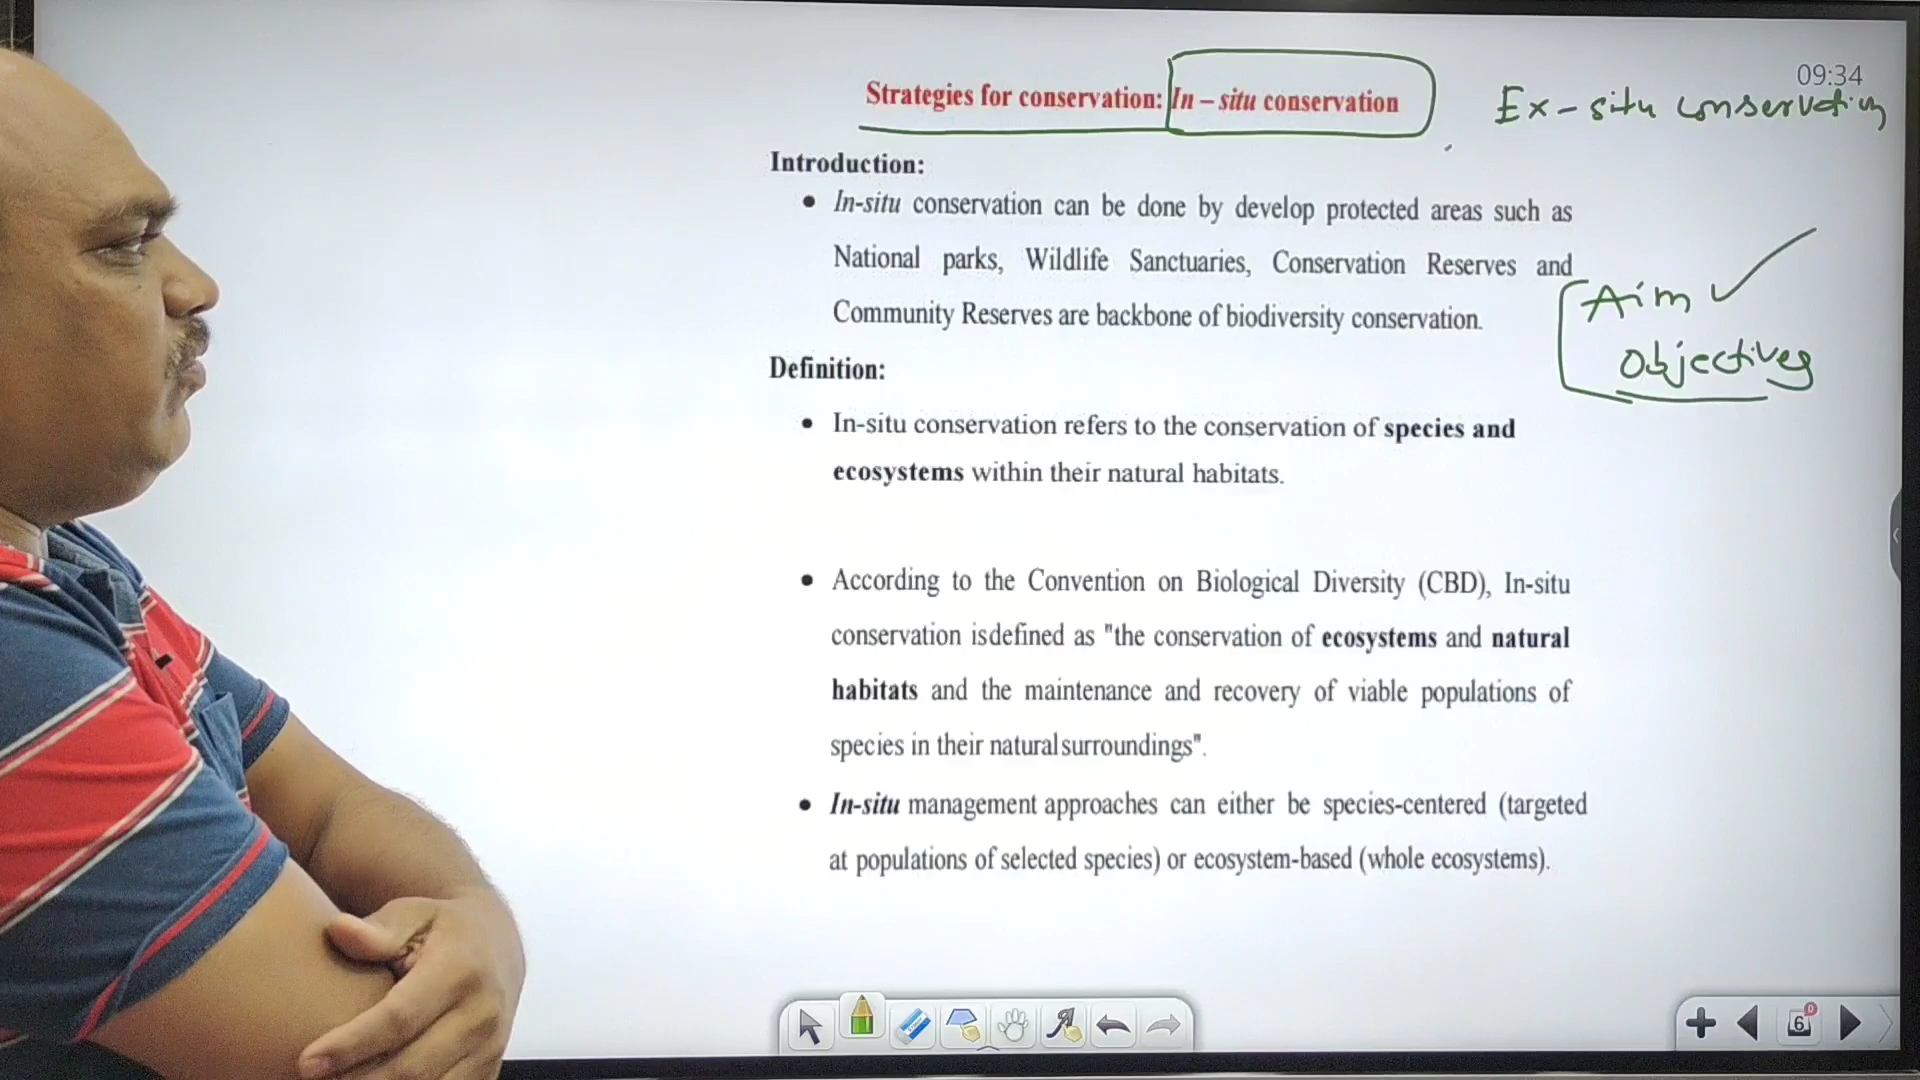 09:34
Strategies for conservation: In – situ conservation
Ex-situ conservation
Introduction:
• In-situ conservation can be done by develop protected areas such as
National parks, Wildlife Sanctuaries, Conservation Reserves and
Community Reserves are backbone of biodiversity conservation.
Aim ✓
Objectives
Definition:
• In-situ conservation refers to the conservation of species and
ecosystems within their natural habitats.
• According to the Convention on Biological Diversity (CBD), In-situ
conservation isdefined as "the conservation of ecosystems and natural
habitats and the maintenance and recovery of viable populations of
species in their natural surroundings".
• In-situ management approaches can either be species-centered (targeted
at populations of selected species) or ecosystem-based (whole ecosystems).
6
0